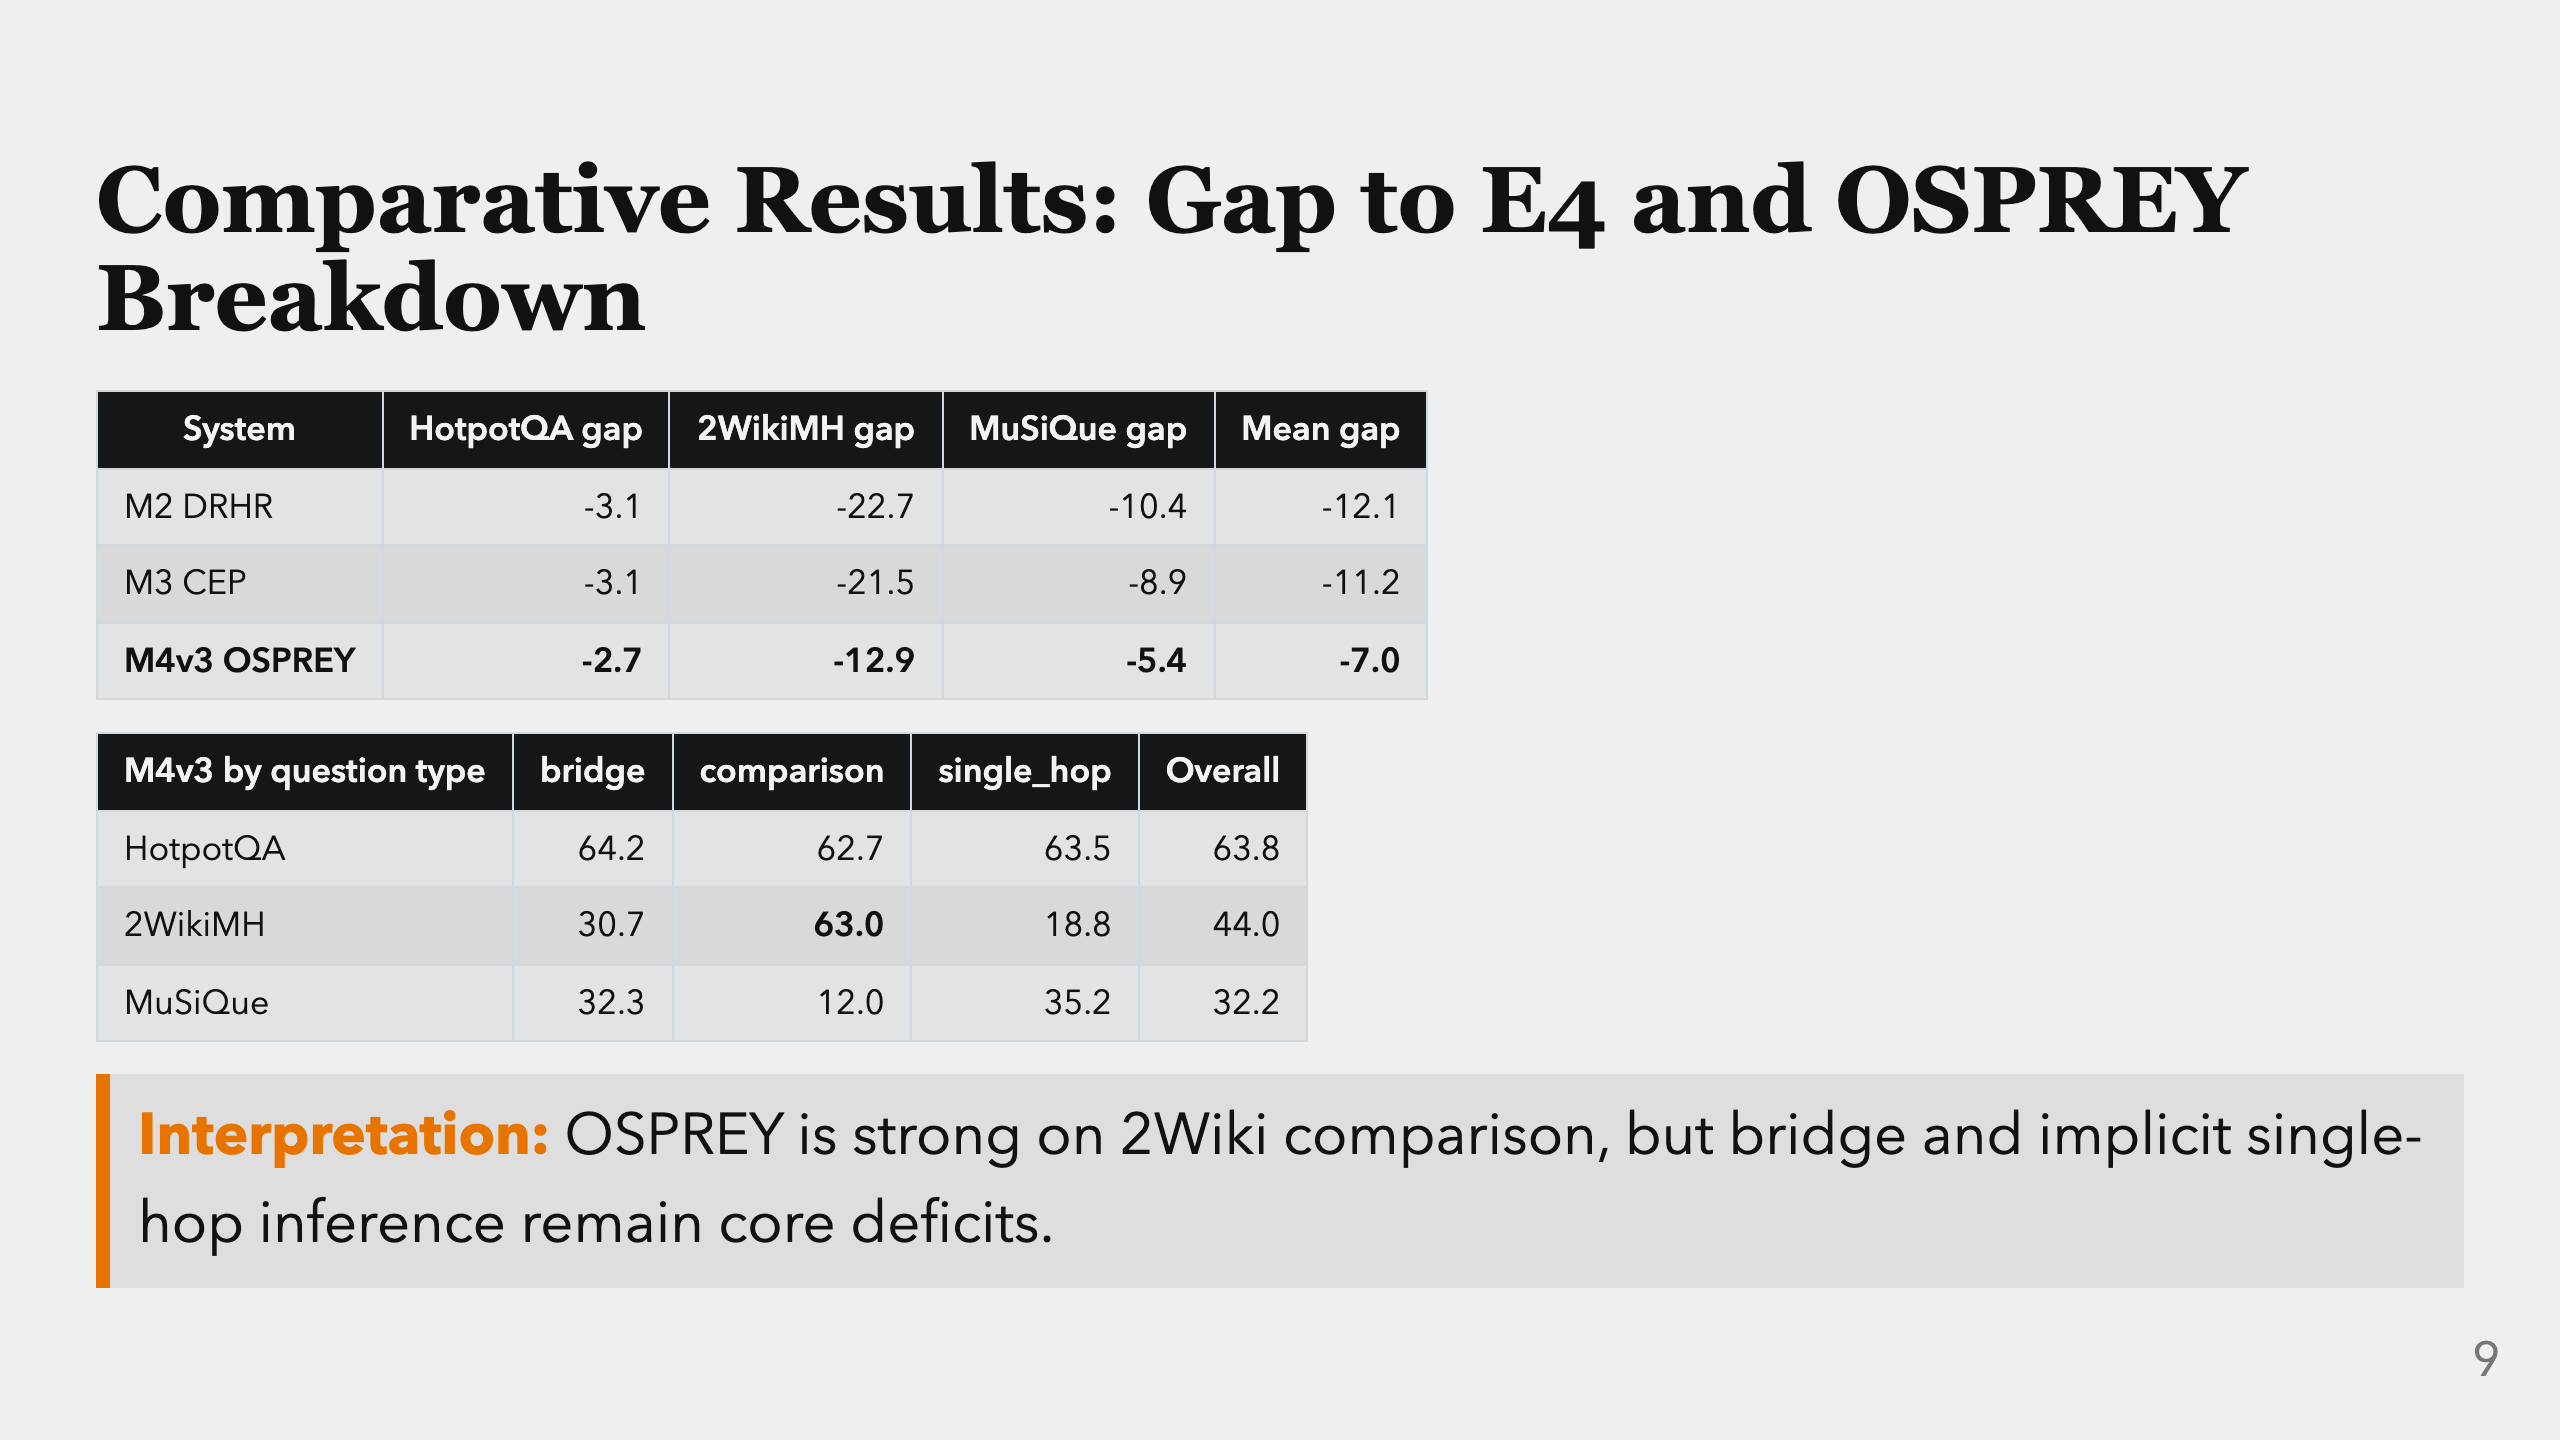 Comparative Results: Gap to E4 and OSPREY
Breakdown
System HotpotQA gap 2WikiMH gap MuSiQue gap Mean gap
M2 DRHR -3.1 -22.7 -10.4 -12.1
M3 CEP -3.1 -21.5 -8.9 -11.2
M4v3 OSPREY -2.7 -12.9 -5.4 -7.0
M4v3 by question type bridge comparison single_hop Overall
HotpotQA 64.2 62.7 63.5 63.8
2WikiMH 30.7 63.0 18.8 44.0
MuSiQue 32.3 12.0 35.2 32.2
Interpretation: OSPREY is strong on 2Wiki comparison, but bridge and implicit single-
hop inference remain core deficits.
9